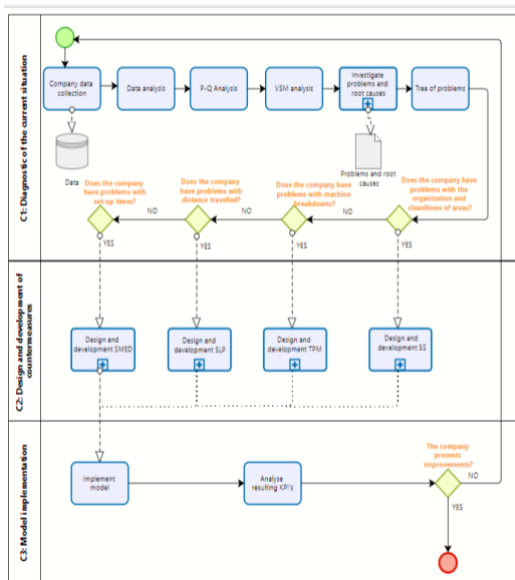 C1: Diagnostic of the current situation
Company data
collection
Data analysis
P-Q Analysis
VSM analysis
Investigate
problems and
root causes
Tree of problems
Data
Problems and root
causes
Does the company
have problems with
set-up times?
Does the company
have problems with
distance travelled?
Does the company have
problems with machine
breakdowns?
Does the company have
problems with the
organization and
cleanliness of areas?
NO
NO
NO
YES
YES
YES
YES
C2: Design and development of
countermeasures
Design and
development SMED
Design and
development SLP
Design and
development TPM
Design and
development 5S
C3: Model implementation
Implement
model
Analyse
resulting KPI's
The company
presents
improvements?
NO
YES